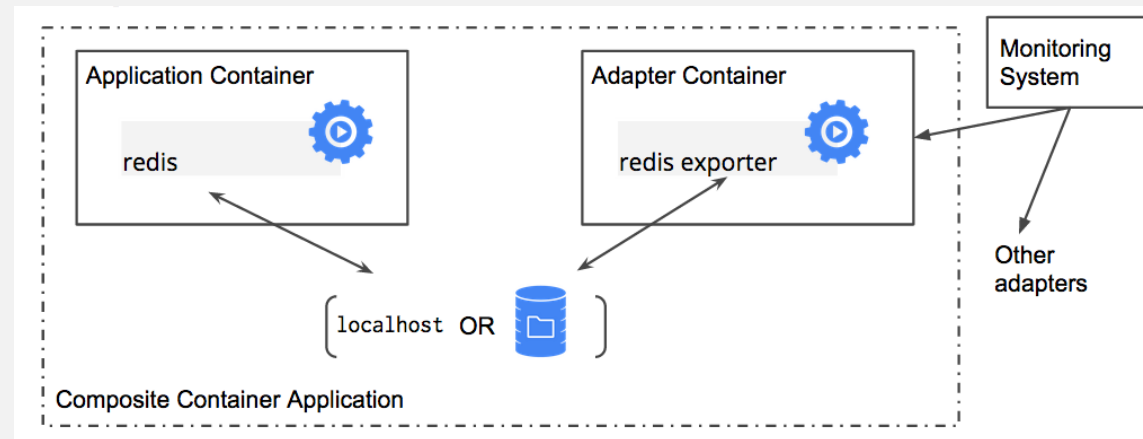 Application Container
redis
Adapter Container
redis exporter
Monitoring
System
Other
adapters
localhost OR
Composite Container Application